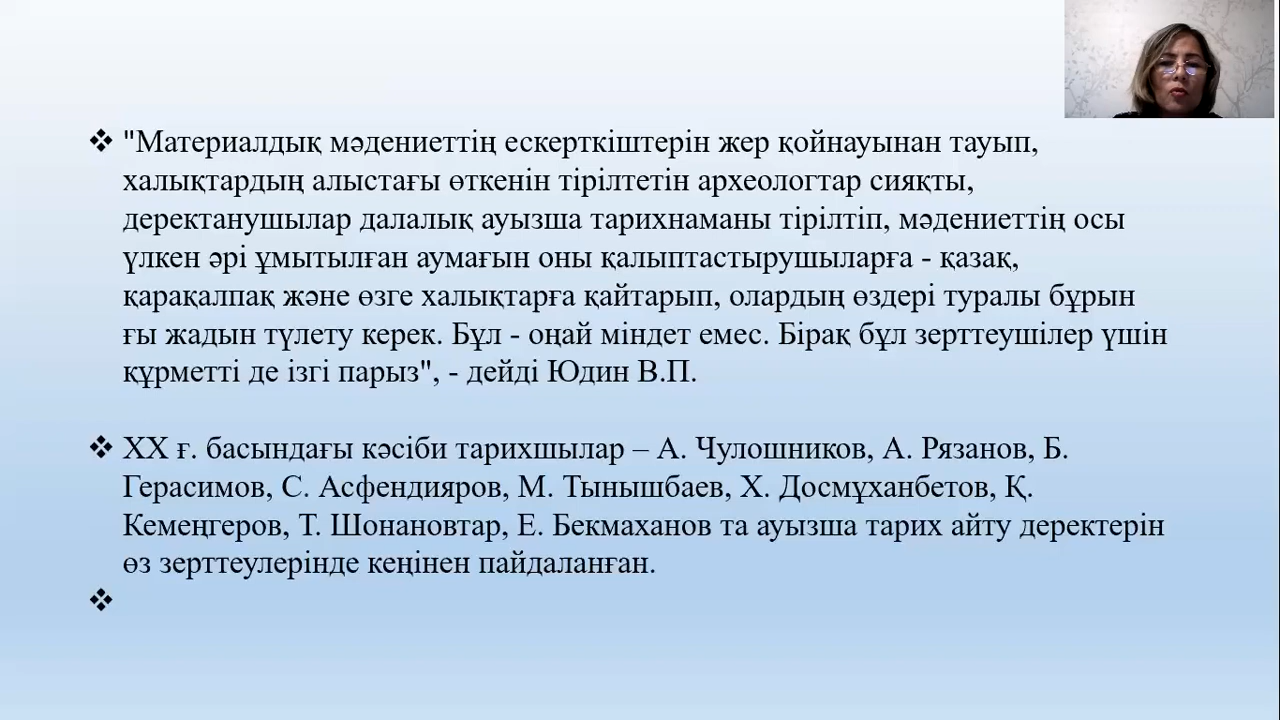 ❖ "Материалдық мәдениеттің ескерткіштерін жер қойнауынан тауып,
халықтардың алыстағы өткенін тірілтетін археологтар сияқты,
деректанушылар далалық ауызша тарихнаманы тірілтіп, мәдениеттің осы
үлкен әрі ұмытылған аумағын оны қалыптастырушыларға - қазақ,
қарақалпақ және өзге халықтарға қайтарып, олардың өздері туралы бұрын
ғы жадын түлету керек. Бұл - оңай міндет емес. Бірақ бұл зерттеушілер үшін
құрметті де ізгі парыз", - дейді Юдин В.П.
❖ XX ғ. басындағы кәсіби тарихшылар – А. Чулошников, А. Рязанов, Б.
Герасимов, С. Асфендияров, М. Тынышбаев, Х. Досмұханбетов, Қ.
Кемеңгеров, Т. Шонановтар, Е. Бекмаханов та ауызша тарих айту деректерін
өз зерттеулерінде кеңінен пайдаланған.
❖